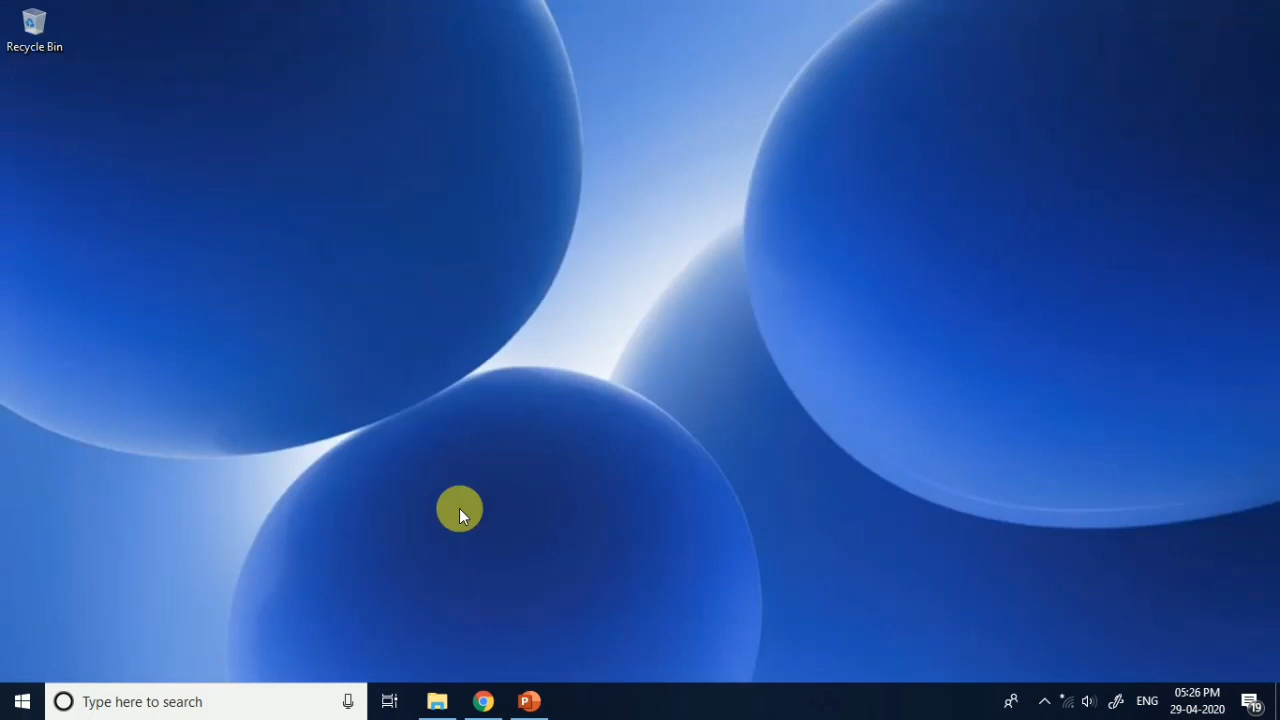 Recycle Bin
Type here to search
P
ENG
05:26 PM
29-04-2020
19